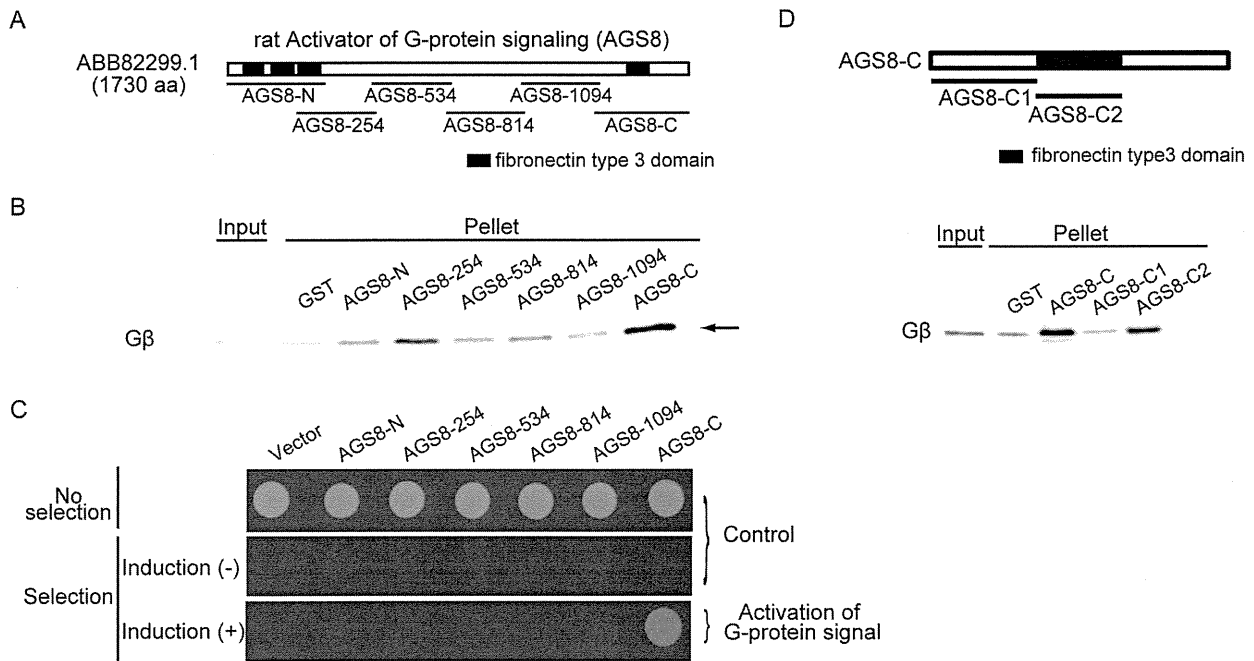 A
rat Activator of G-protein signaling (AGS8)
ABB82299.1
(1730 aa)
AGS8-N
AGS8-534
AGS8-1094
AGS8-254
AGS8-814
AGS8-C
fibronectin type 3 domain
B
Input
Pellet
GST
AGS8-N
AGS8-254
AGS8-534
AGS8-814
AGS8-1094
AGS8-C
Gβ
C
Vector
AGS8-N
AGS8-254
AGS8-534
AGS8-814
AGS8-1094
AGS8-C
No
selection
Control
Selection
Induction (-)
Induction (+)
Activation of
G-protein signal
D
AGS8-C
AGS8-C1
AGS8-C2
fibronectin type3 domain
Input
Pellet
GST
AGS8-C
AGS8-C1
AGS8-C2
Gβ